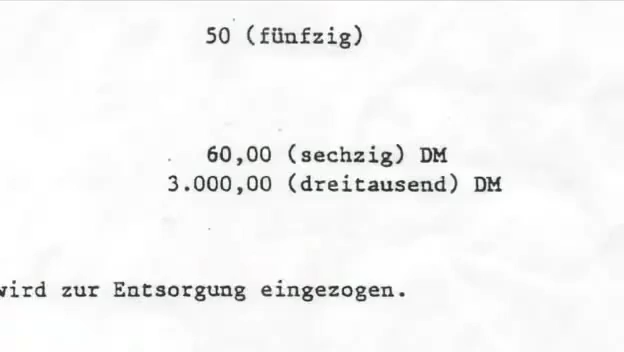 50 (fünfzig)
60,00 (sechzig) DM
3.000,00 (dreitausend) DM
wird zur Entsorgung eingezogen.